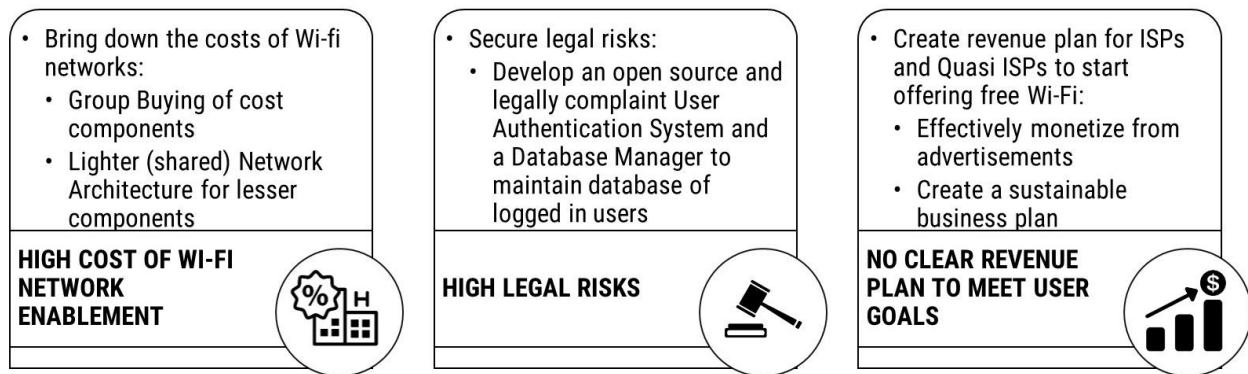 • Bring down the costs of Wi-fi
networks:
• Group Buying of cost
components
• Lighter (shared) Network
Architecture for lesser
components
HIGH COST OF WI-FI
NETWORK
ENABLEMENT
%
H
• Secure legal risks:
• Develop an open source and
legally complaint User
Authentication System and
a Database Manager to
maintain database of
logged in users
HIGH LEGAL RISKS
• Create revenue plan for ISPs
and Quasi ISPs to start
offering free Wi-Fi:
• Effectively monetize from
advertisements
• Create a sustainable
business plan
NO CLEAR REVENUE
PLAN TO MEET USER
GOALS
$